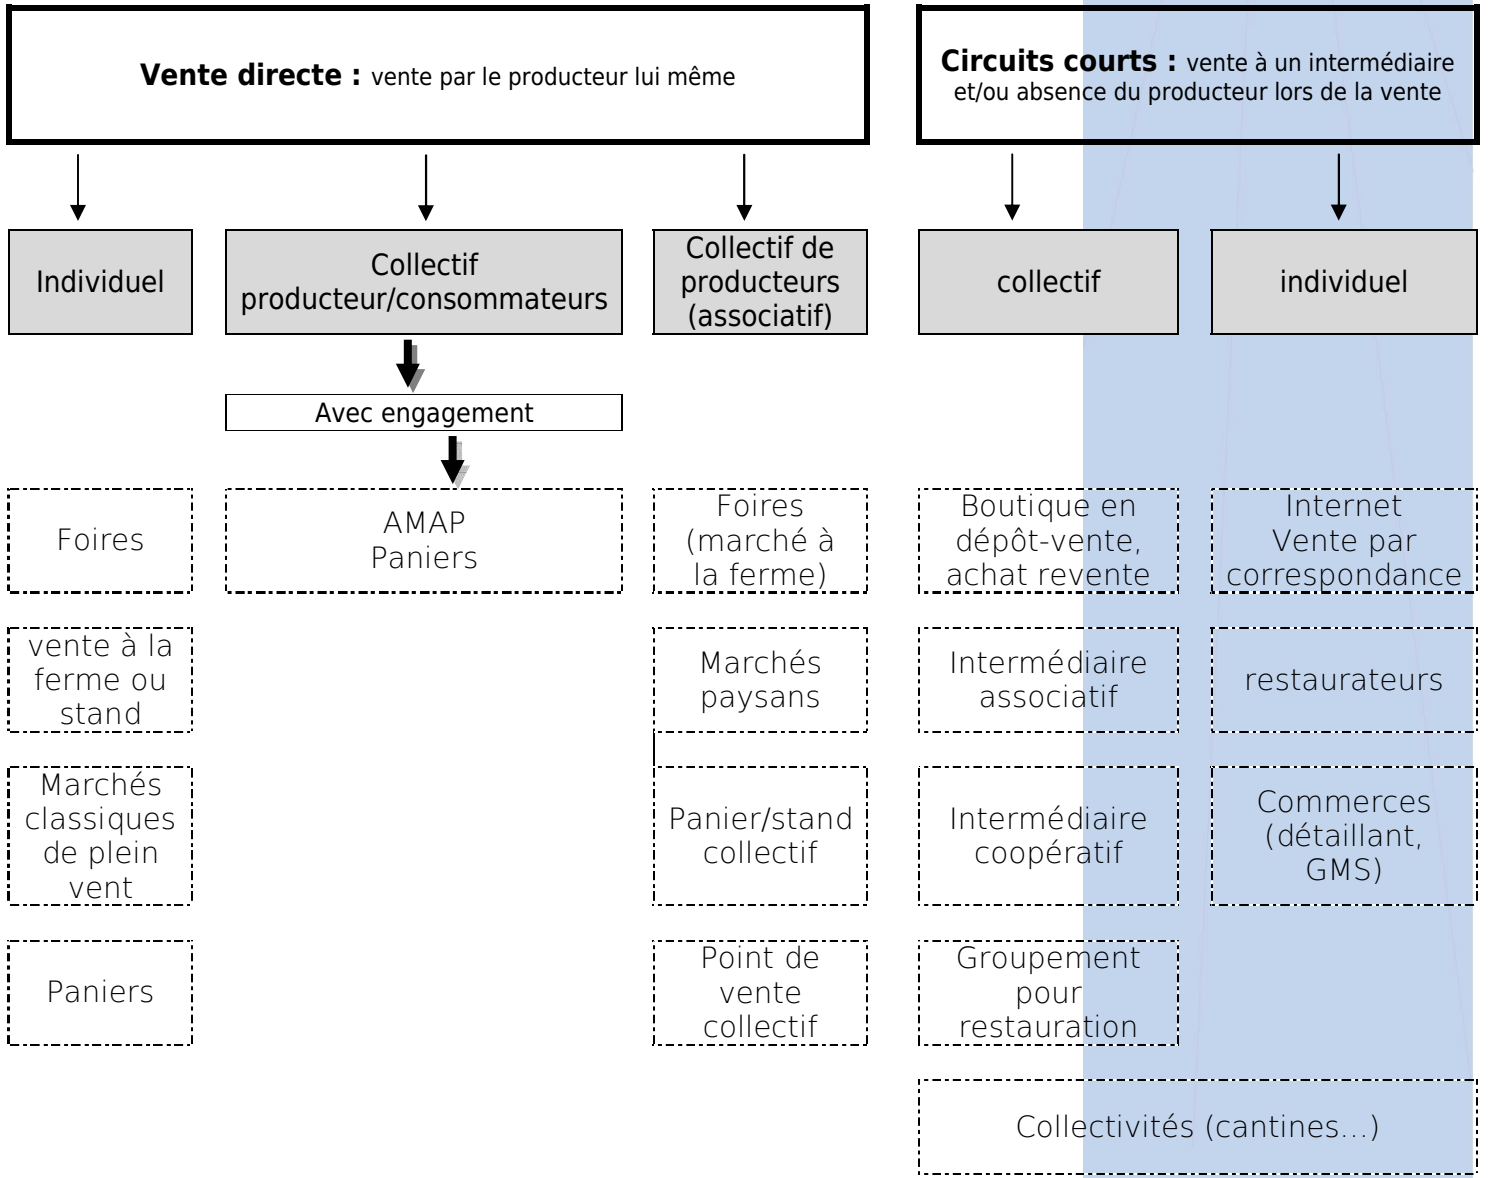 Vente directe : vente par le producteur lui même
Circuits courts : vente à un intermédiaire
et/ou absence du producteur lors de la vente
Individuel
Collectif
producteur/consommateurs
Collectif de
producteurs
(associatif)
collectif
individuel
Avec engagement
Foires
AMAP
Paniers
Foires
(marché à
la ferme)
Boutique en
dépôt-vente,
achat revente
Internet
Vente par
correspondance
vente à la
ferme ou
stand
Marchés
paysans
Intermédiaire
associatif
restaurateurs
Marchés
classiques
de plein
vent
Panier/stand
collectif
Intermédiaire
coopératif
Commerces
(détaillant,
GMS)
Paniers
Point de
vente
collectif
Groupement
pour
restauration
Collectivités (cantines...)